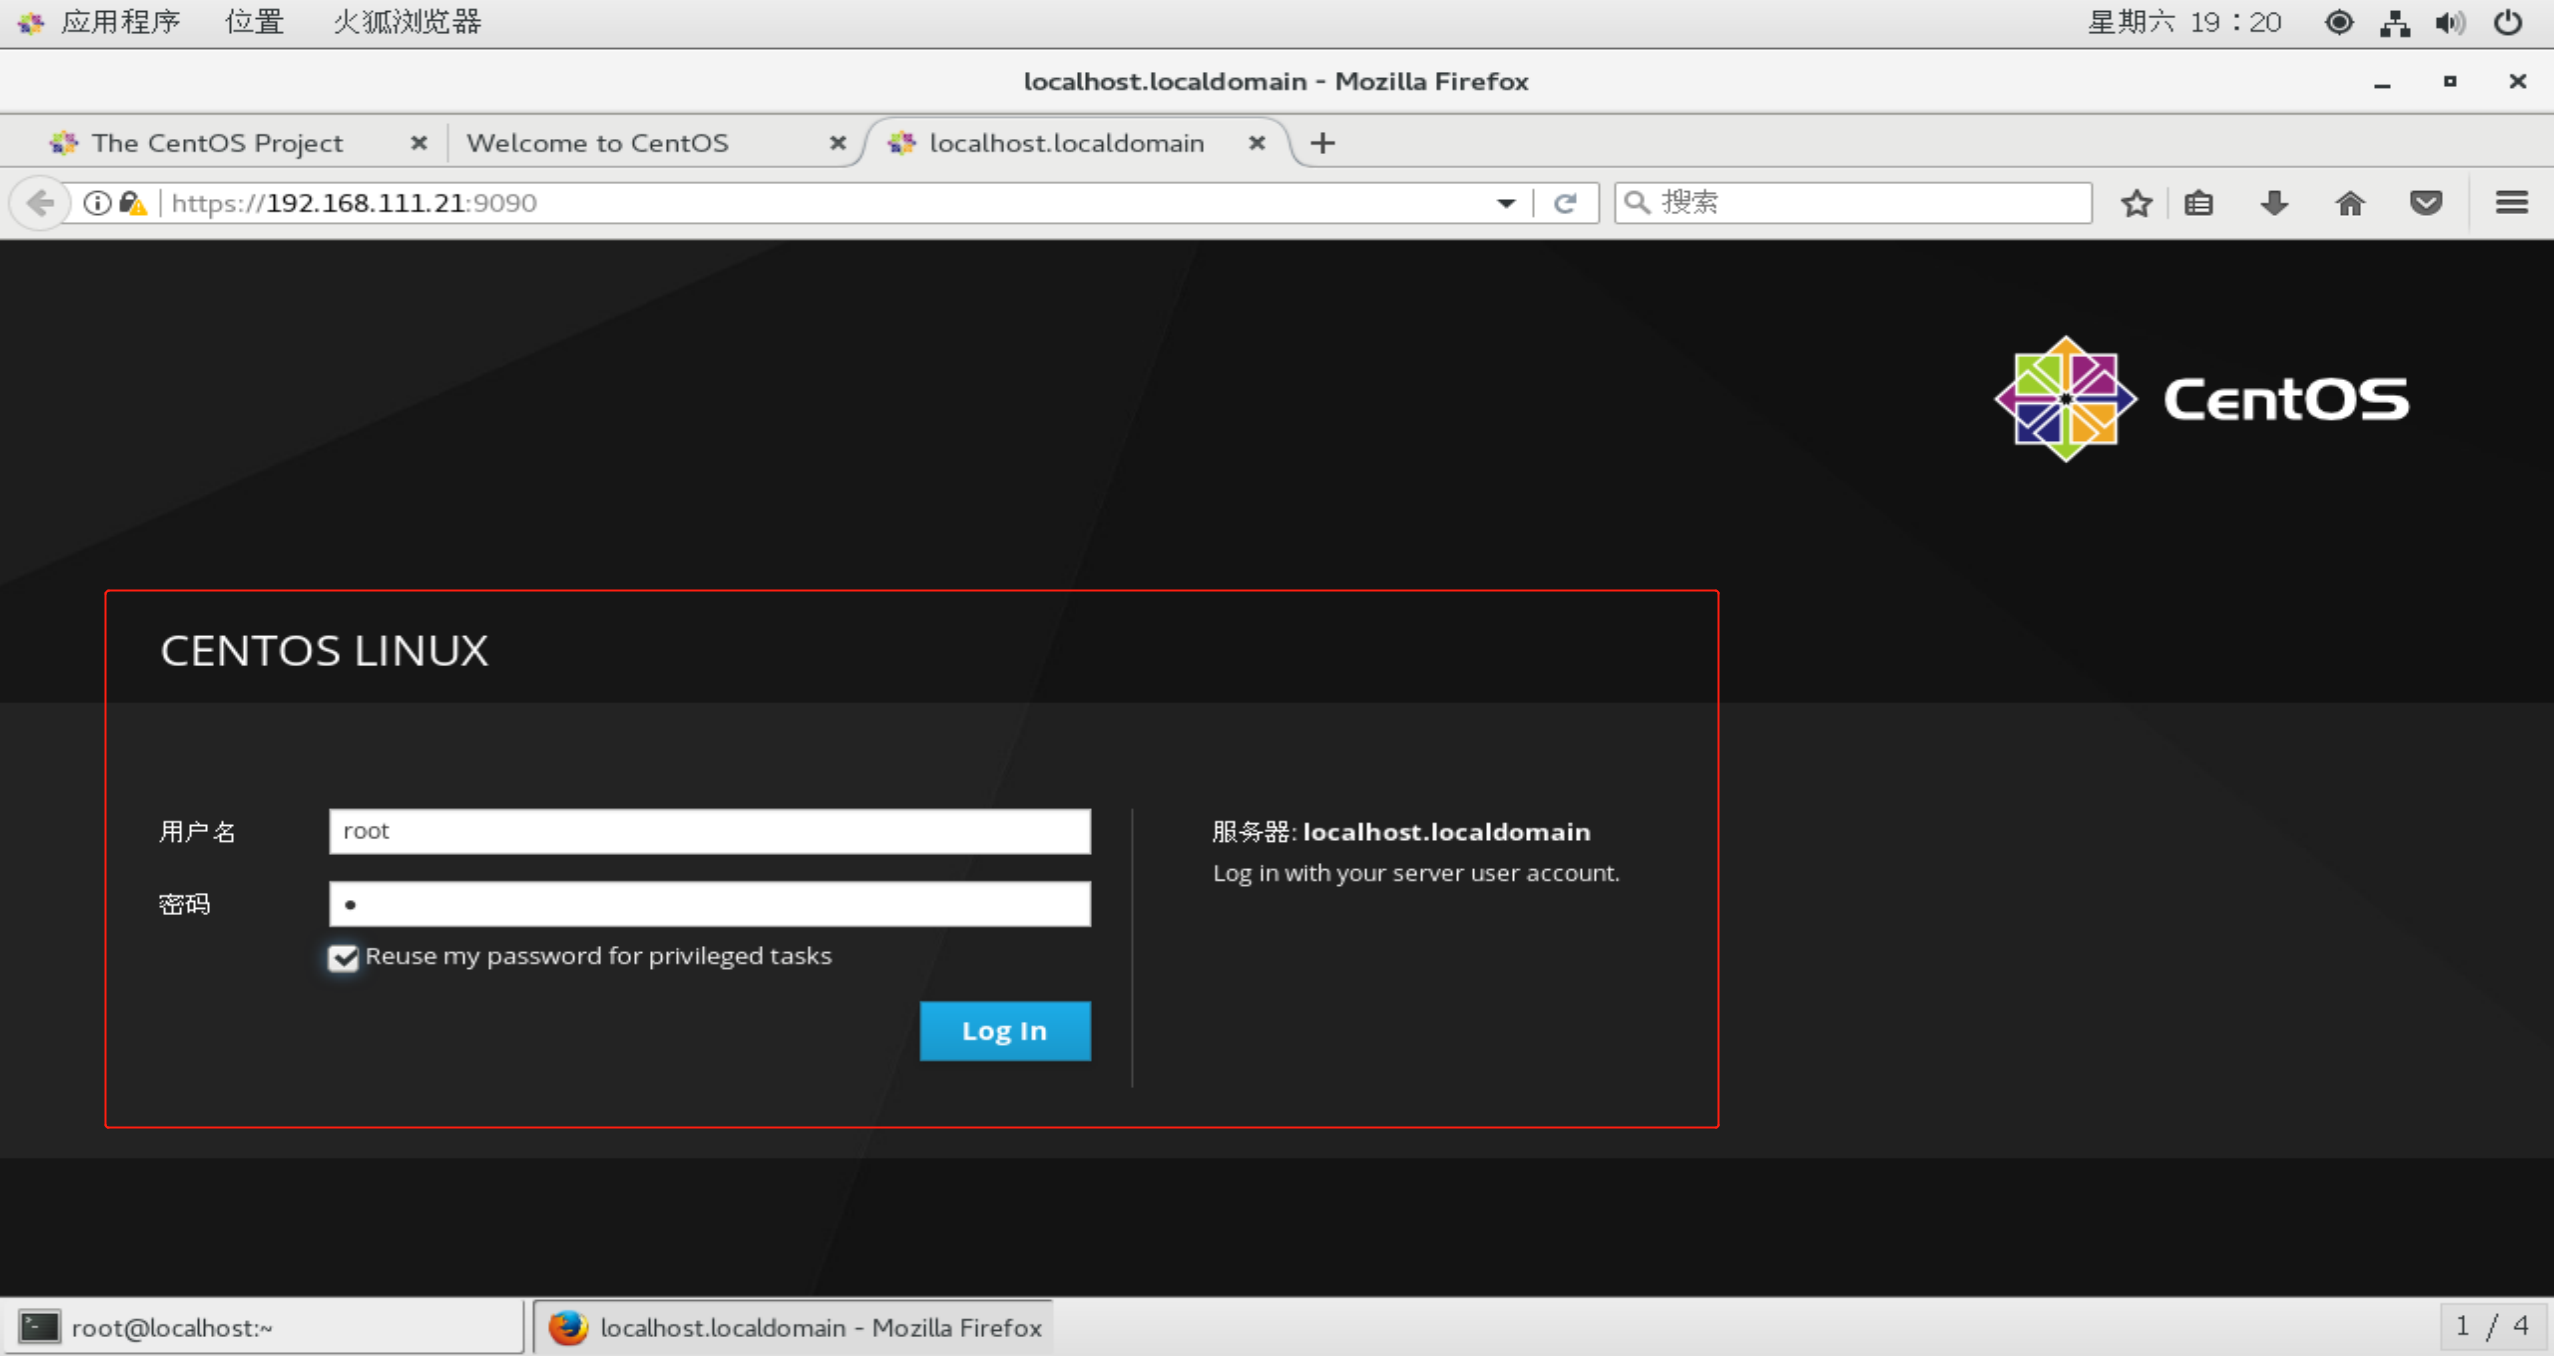 应用程序 位置 火狐浏览器 星期六 19：20
localhost.localdomain - Mozilla Firefox
The CentOS Project Welcome to CentOS localhost.localdomain
https://192.168.111.21:9090 搜索
CentOS
CENTOS LINUX
用户名 root
密码
Reuse my password for privileged tasks
Log In
服务器: localhost.localdomain
Log in with your server user account.
root@localhost:~ localhost.localdomain - Mozilla Firefox 1 / 4